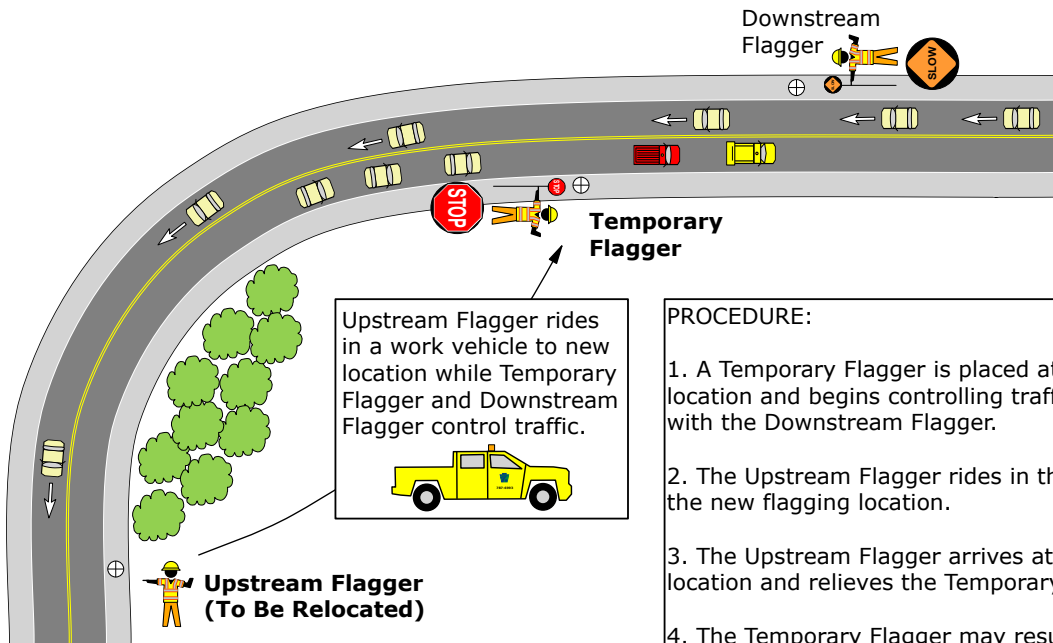 Downstream
Flagger
SLOW
STOP
STOP
Temporary
Flagger
Upstream Flagger rides
in a work vehicle to new
location while Temporary
Flagger and Downstream
Flagger control traffic.
Upstream Flagger
(To Be Relocated)
PROCEDURE:
1. A Temporary Flagger is placed at
location and begins controlling traf
with the Downstream Flagger.
2. The Upstream Flagger rides in th
the new flagging location.
3. The Upstream Flagger arrives at
location and relieves the Temporary
4. The Temporary Flagger may resu